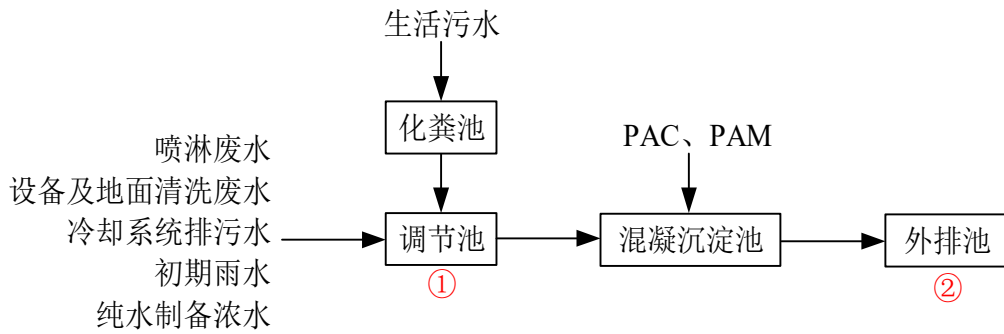 生活污水
化粪池
PAC、PAM
喷淋废水
设备及地面清洗废水
冷却系统排污水
初期雨水
纯水制备浓水
调节池
混凝沉淀池
外排池
①
②